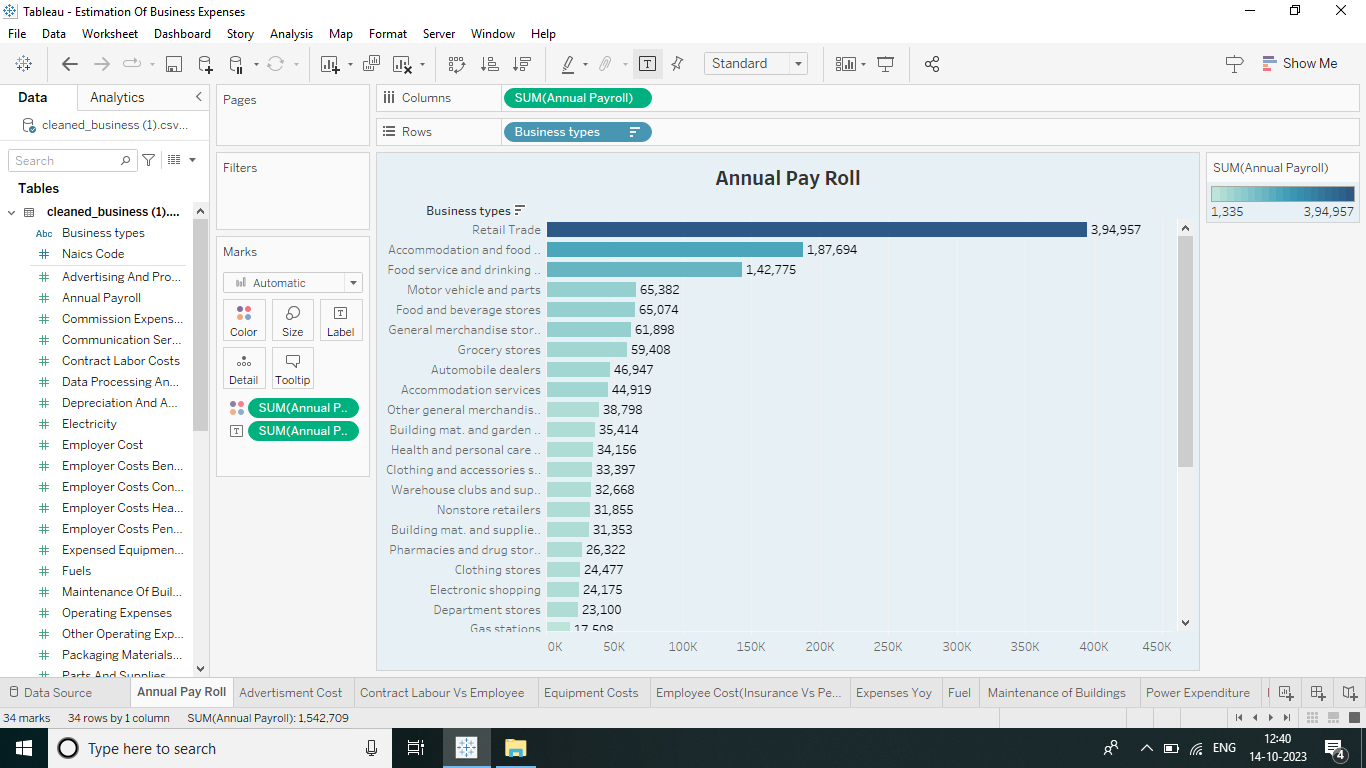 Tableau - Estimation Of Business Expenses
File Data Worksheet Dashboard Story Analysis Map Format Server Window Help
Standard
Show Me
Data
Analytics
cleaned_business (1).csv...
Search
Tables
cleaned_business (1)....
Abc Business types
Naics Code
Advertising And Pro...
Annual Payroll
Commission Expens...
Communication Ser...
Contract Labor Costs
Data Processing An...
Depreciation And A...
Electricity
Employer Cost
Employer Costs Ben...
Employer Costs Con...
Employer Costs Hea...
Employer Costs Pen...
Expensed Equipmen...
Fuels
Maintenance Of Buil...
Operating Expenses
Other Operating Exp...
Packaging Materials...
Parts And Supplies
Pages
Filters
Marks
Automatic
Color
Size
Label
Detail
Tooltip
SUM(Annual P..
SUM(Annual P..
Columns
SUM(Annual Payroll)
Rows
Business types
Annual Pay Roll
Business types
Retail Trade 3,94,957
Accommodation and food .. 1,87,694
Food service and drinking .. 1,42,775
Motor vehicle and parts 65,382
Food and beverage stores 65,074
General merchandise stor.. 61,898
Grocery stores 59,408
Automobile dealers 46,947
Accommodation services 44,919
Other general merchandis.. 38,798
Building mat. and garden .. 35,414
Health and personal care .. 34,156
Clothing and accessories s.. 33,397
Warehouse clubs and sup.. 32,668
Nonstore retailers 31,855
Building mat. and supplie.. 31,353
Pharmacies and drug stor.. 26,322
Clothing stores 24,477
Electronic shopping 24,175
Department stores 23,100
Gas stations 17,508
0K 50K 100K 150K 200K 250K 300K 350K 400K 450K
SUM(Annual Payroll)
1,335 3,94,957
Data Source
Annual Pay Roll
Advertisment Cost
Contract Labour Vs Employee
Equipment Costs
Employee Cost(Insurance Vs Pe...
Expenses Yoy
Fuel
Maintenance of Buildings
Power Expenditure
34 marks 34 rows by 1 column SUM(Annual Payroll): 1,542,709
Type here to search
ENG
12:40
14-10-2023
4